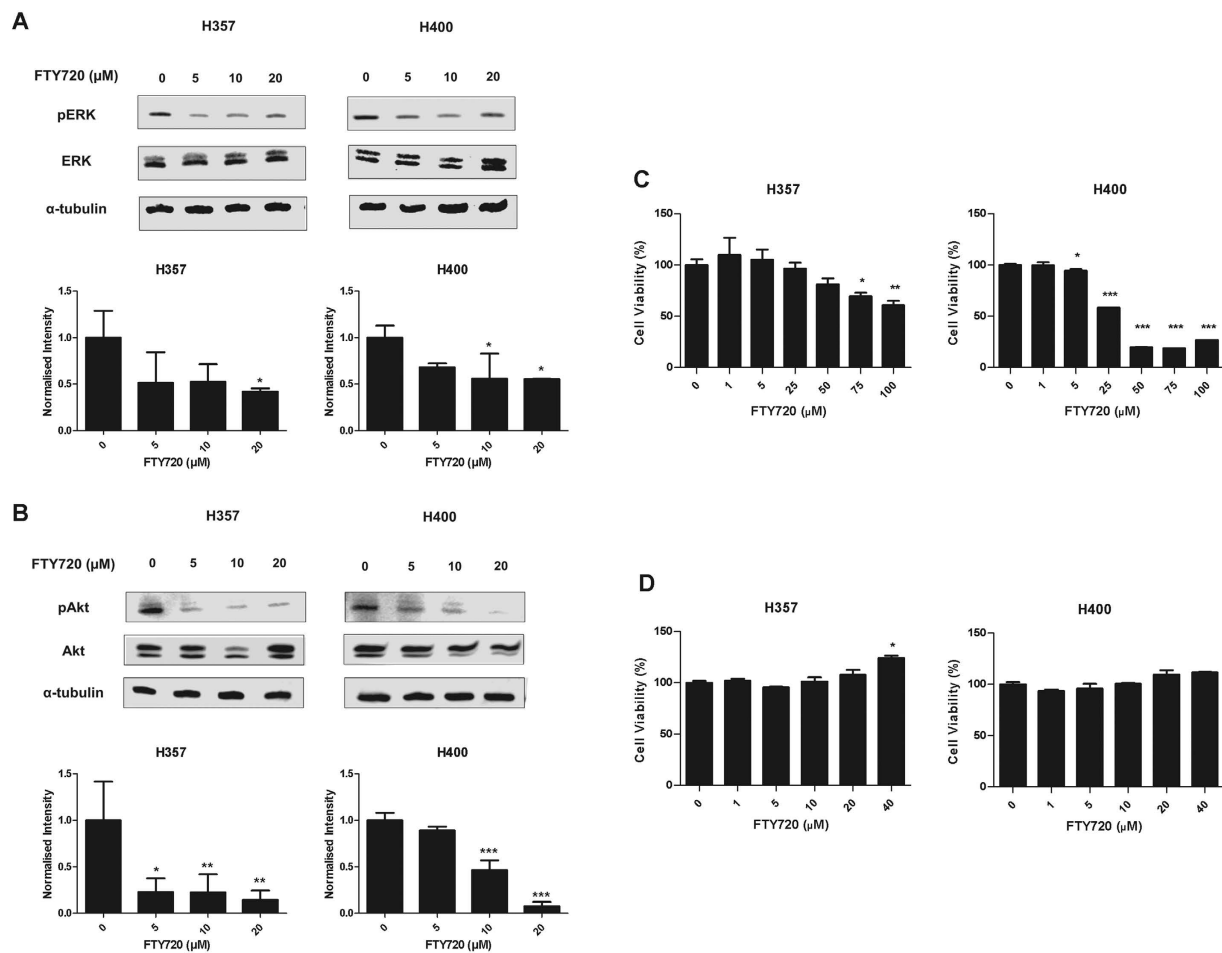 A
H357
H400
FTY720 (µM)
0 5 10 20
0 5 10 20
pERK
ERK
α-tubulin
H357
Normalised Intensity
1.5
1.0
0.5
0.0
*
0 5 10 20
FTY720 (µM)
H400
Normalised Intensity
1.5
1.0
0.5
0.0
* *
0 5 10 20
FTY720 (µM)
B
H357
H400
FTY720 (µM)
0 5 10 20
0 5 10 20
pAkt
Akt
α-tubulin
H357
Normalised Intensity
1.5
1.0
0.5
0.0
* ** **
0 5 10 20
FTY720 (µM)
H400
Normalised Intensity
1.5
1.0
0.5
0.0
*** ***
0 5 10 20
FTY720 (µM)
C
H357
Cell Viability (%)
150
100
50
0
* **
0 1 5 25 50 75 100
FTY720 (µM)
H400
Cell Viability (%)
150
100
50
0
* *** *** *** ***
0 1 5 25 50 75 100
FTY720 (µM)
D
H357
Cell Viability (%)
150
100
50
0
*
0 1 5 10 20 40
FTY720 (µM)
H400
Cell Viability (%)
150
100
50
0
0 1 5 10 20 40
FTY720 (µM)